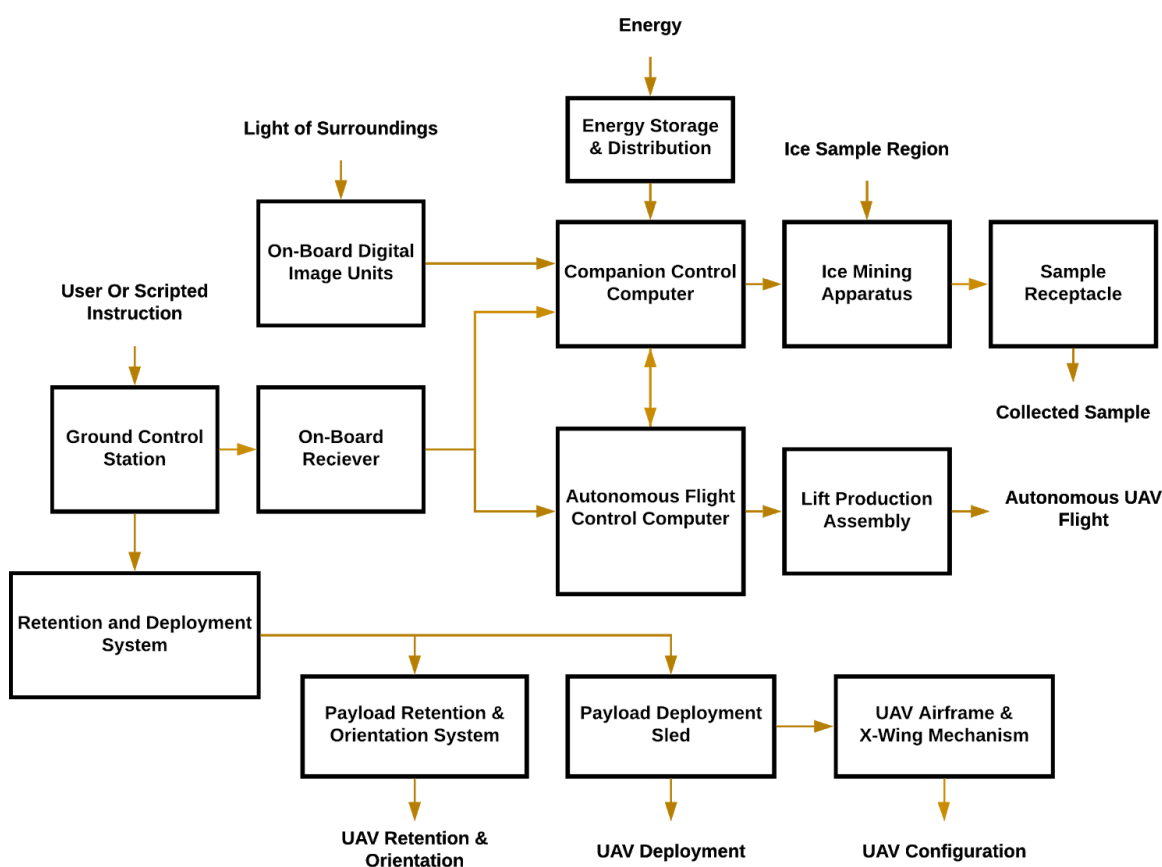 Energy
Energy Storage
& Distribution
Light of Surroundings
Ice Sample Region
On-Board Digital
Image Units
Companion Control
Computer
Ice Mining
Apparatus
Sample
Receptacle
User Or Scripted
Instruction
Collected Sample
Ground Control
Station
On-Board
Reciever
Autonomous Flight
Control Computer
Lift Production
Assembly
Autonomous UAV
Flight
Retention and Deployment
System
Payload Retention &
Orientation System
Payload Deployment
Sled
UAV Airframe &
X-Wing Mechanism
UAV Retention &
Orientation
UAV Deployment
UAV Configuration